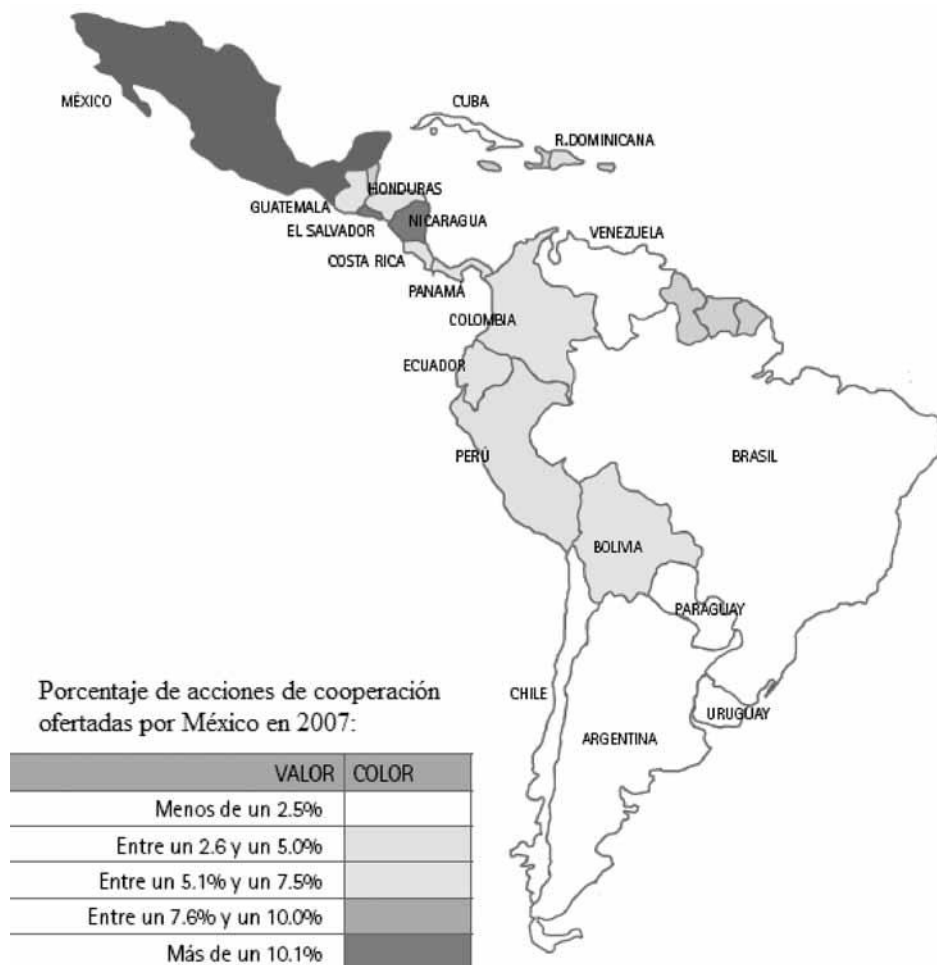 MÉXICO
CUBA
R.DOMINICANA
HONDURAS
GUATEMALA
NICARAGUA
EL SALVADOR
VENEZUELA
COSTA RICA
PANAMÁ
COLOMBIA
ECUADOR
PERÚ
BRASIL
BOLIVIA
PARAGUAY
CHILE
URUGUAY
ARGENTINA
Porcentaje de acciones de cooperación
ofertadas por México en 2007:
VALOR COLOR
Menos de un 2.5%
Entre un 2.6 y un 5.0%
Entre un 5.1% y un 7.5%
Entre un 7.6% y un 10.0%
Más de un 10.1%